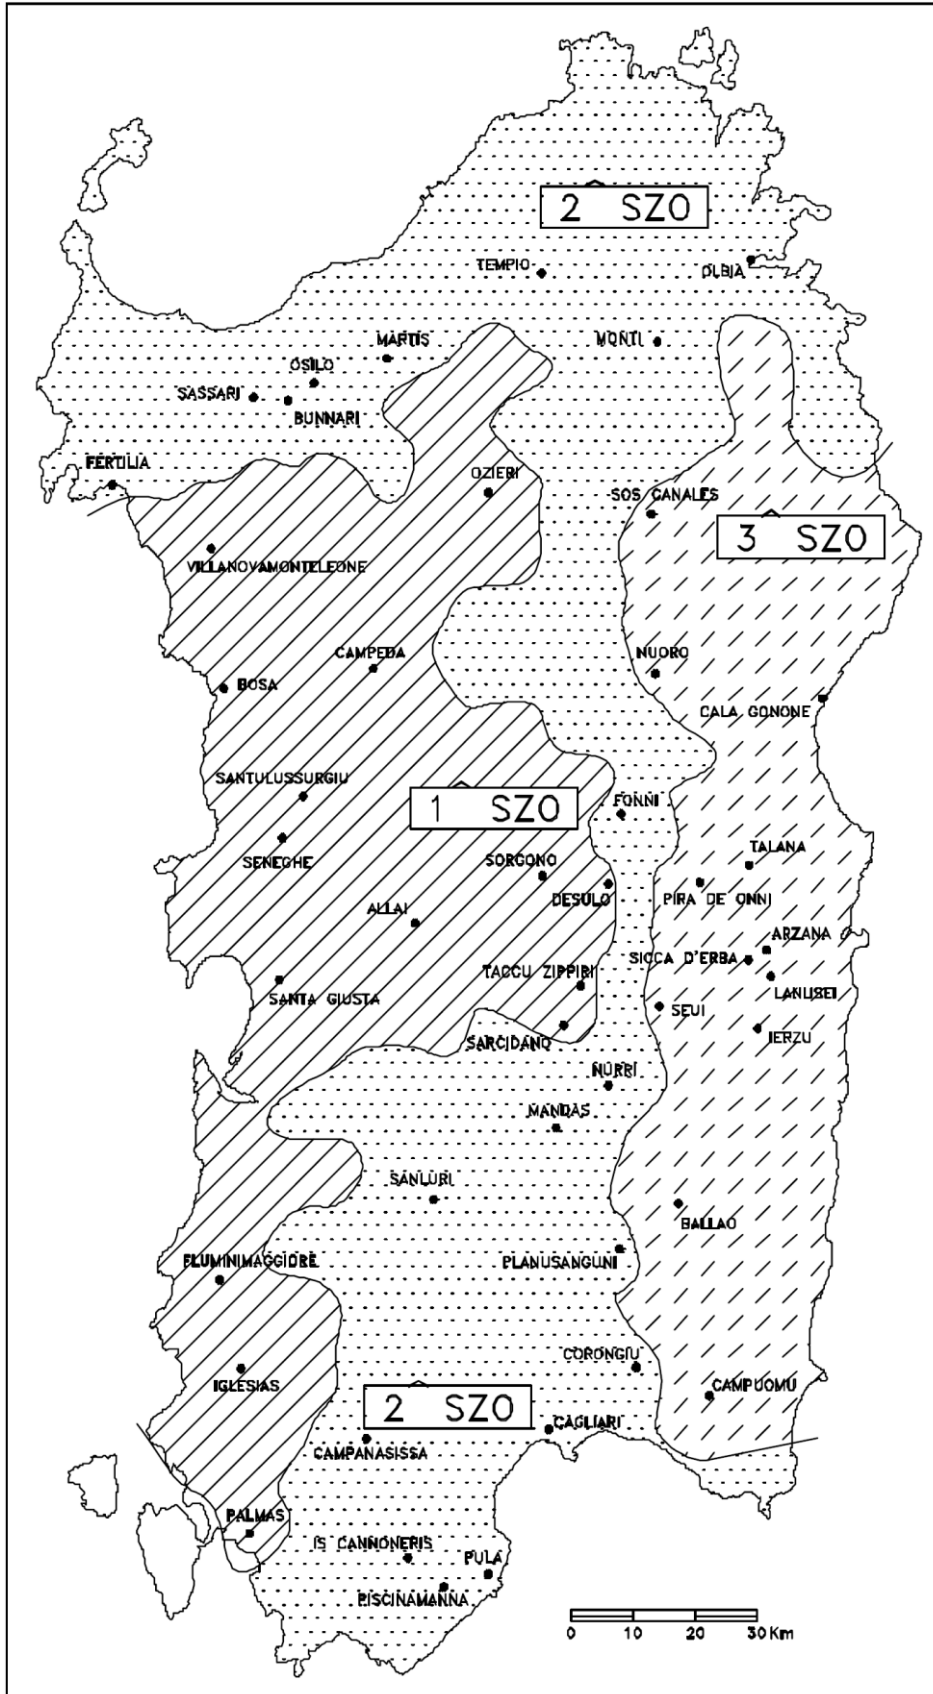 2 SZO
TEMPIO
OLBIA
MARTIS
MONTI
OSILO
SASSARI
BUNNARI
FERTILIA
OZIERI
SOS CANALES
3 SZO
VILLANOVAMONTELEONE
CAMPEDA
NUORO
BOSA
CALA GONONE
SANTULUSSURGIU
1 SZO
FONNI
SENEGHE
SORGONO
TALANA
DESULO
PIRA DE ONNI
ALLAI
ARZANA
SICCA D'ERBA
TACCU ZIPPIRI
SANTA GIUSTA
LANUSEI
SEUI
IERZU
SARCIDANO
NURRI
MANDAS
SANLURI
BALLAO
FLUMINIMAGGIORE
PLANUSANGUNI
CORONGIU
IGLESIAS
CAMPUOMU
2 SZO
CAGLIARI
CAMPANASISSA
PALMAS
IS CANNONERIS
PULA
PISCINAMANNA
0 10 20 30 Km